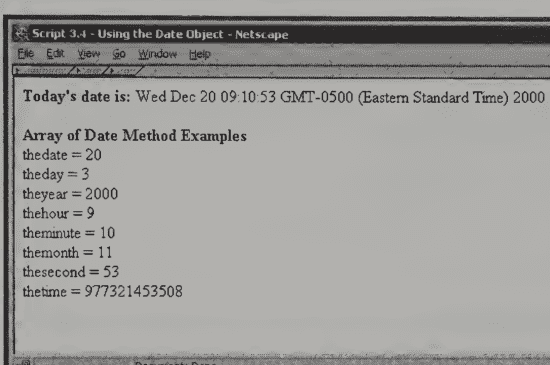 Script 3.4 - Using the Date Object - Netscape
File Edit View Go Window Help
Today's date is: Wed Dec 20 09:10:53 GMT-0500 (Eastern Standard Time) 2000
Array of Date Method Examples
thedate = 20
theday = 3
theyear = 2000
thehour = 9
theminute = 10
themonth = 11
thesecond = 53
thetime = 977321453508